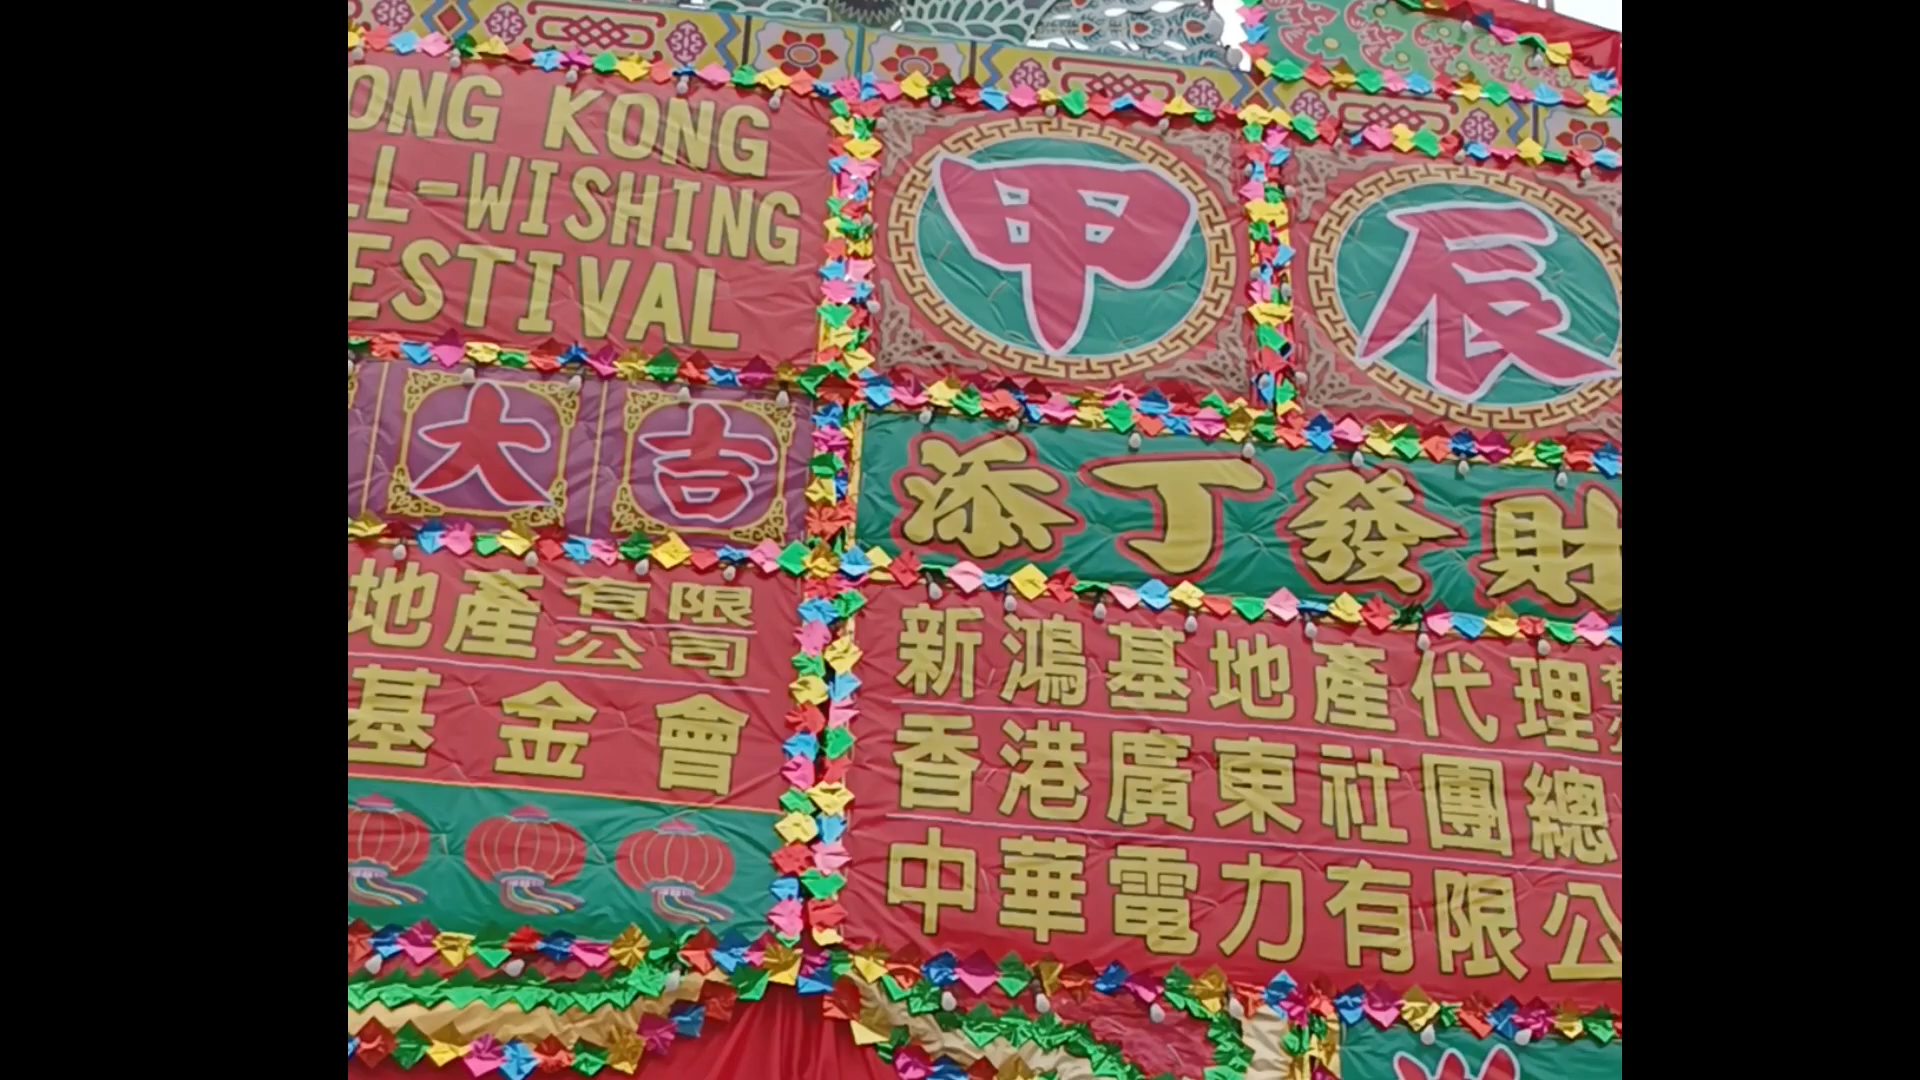 ONG KONG
LL-WISHING
ESTIVAL
甲辰
大吉
添丁發財
地產有限公司
基金會
新鴻基地產代理
香港廣東社團總
中華電力有限公